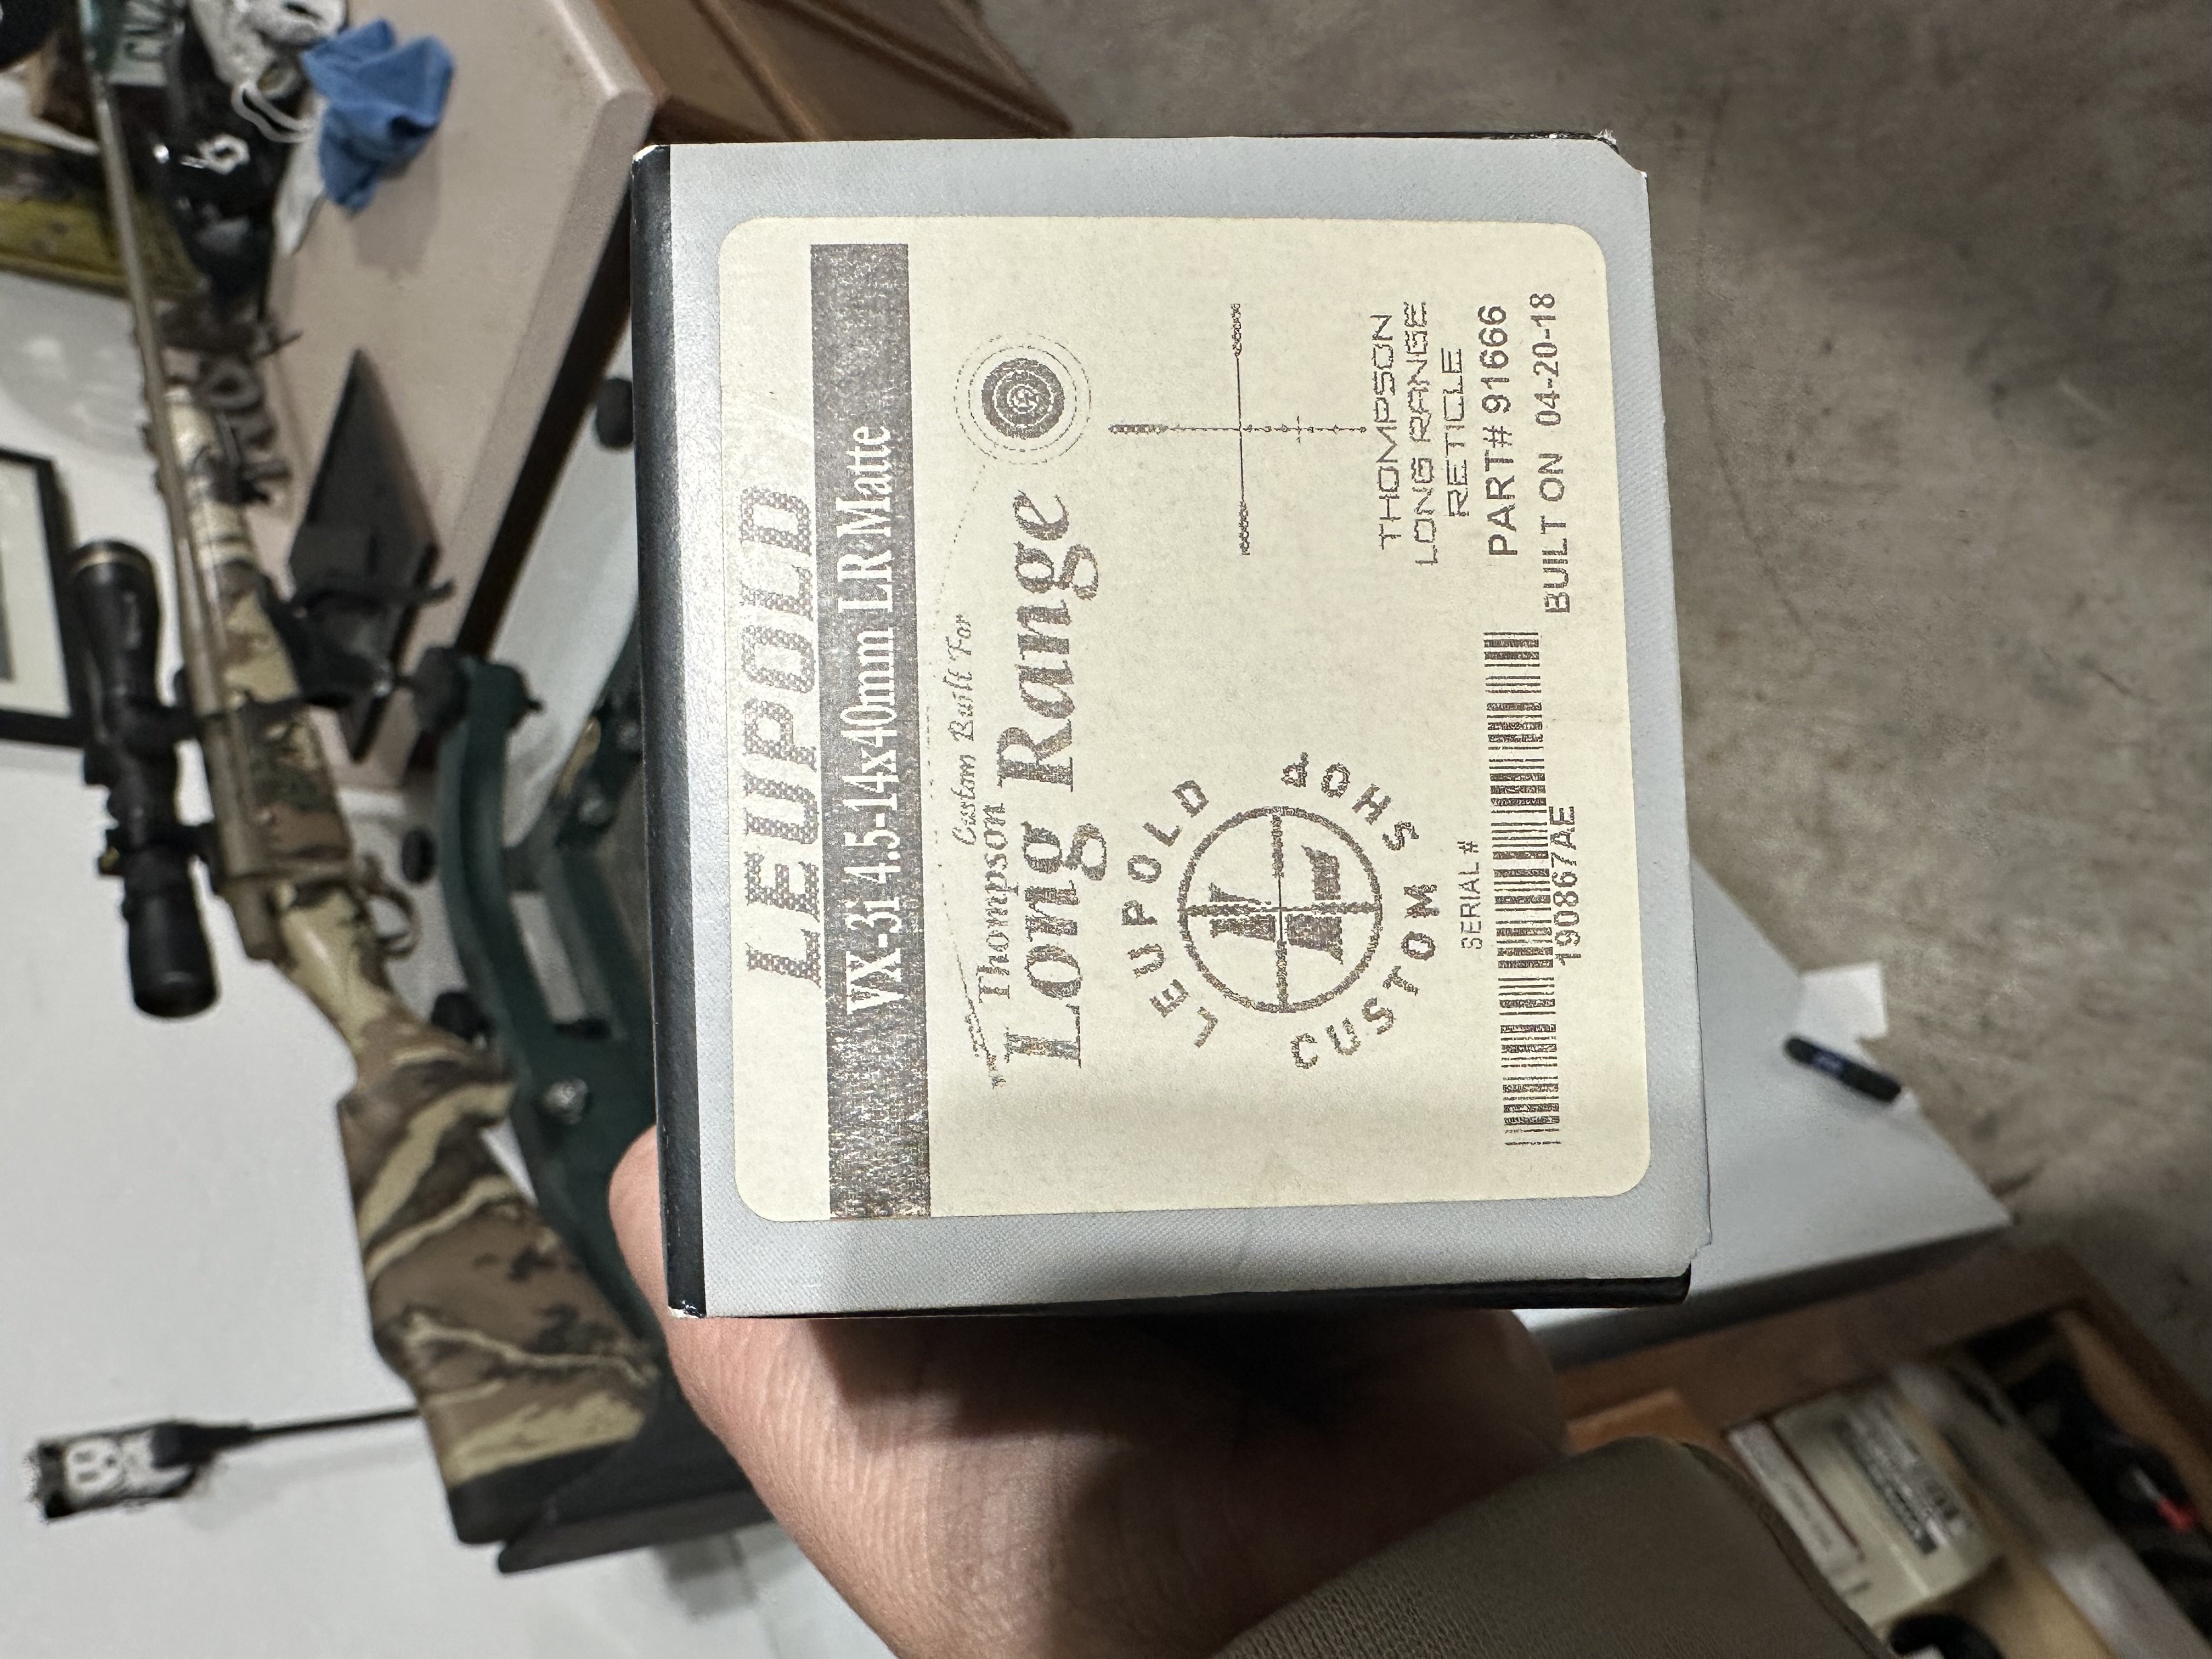 LEUPOLD
VX-3i 4.5-14x40mm LR Matte
Custom Built For
Thompson
Long Range
LEUPOLD
CUSTOM SHOP
THOMPSON
LONG RANGE
RETICLE
SERIAL #
190867AE
PART# 91666
BUILT ON 04-20-18